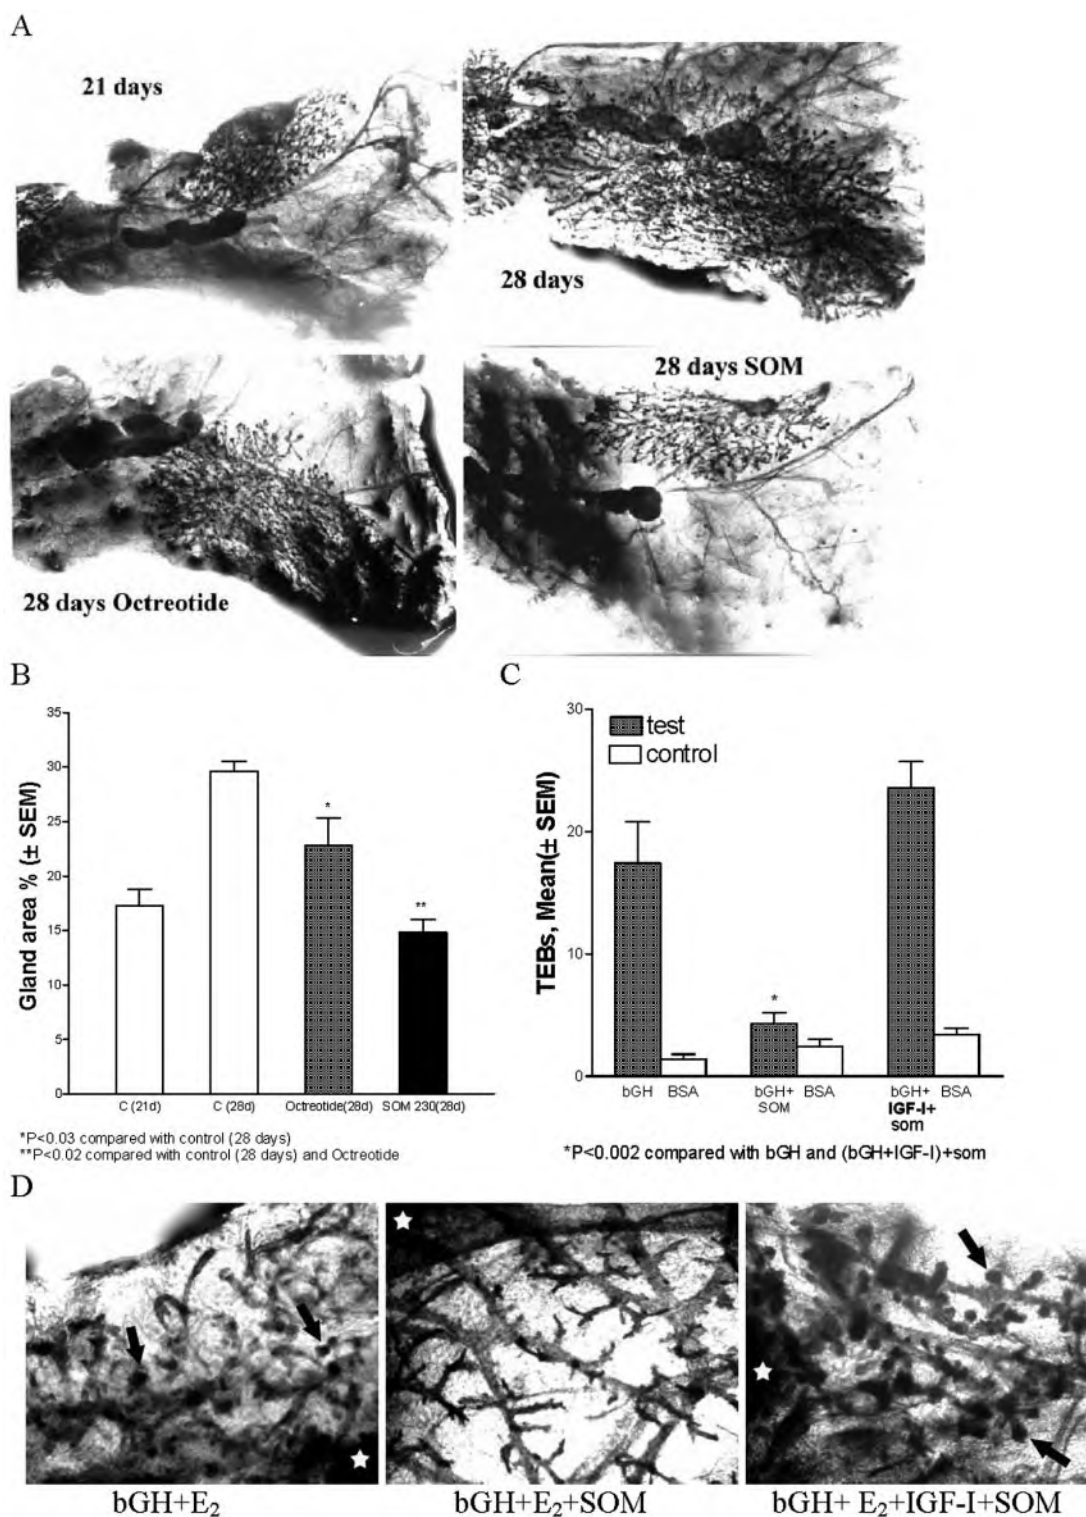 A
21 days
28 days
28 days Octreotide
28 days SOM
B
Gland area % (± SEM)
35
30
25
20
15
10
5
0
*
**
C (21d) C (28d) Octreotide(28d) SOM 230(28d)
*P<0.03 compared with control (28 days)
**P<0.02 compared with control (28 days) and Octreotide
C
TEBs, Mean(± SEM)
30
20
10
0
test
control
*
bGH BSA bGH+ BSA bGH+ BSA
SOM IGF-I+
som
*P<0.002 compared with bGH and (bGH+IGF-I)+som
D
bGH+E₂ bGH+E₂+SOM bGH+ E₂+IGF-I+SOM